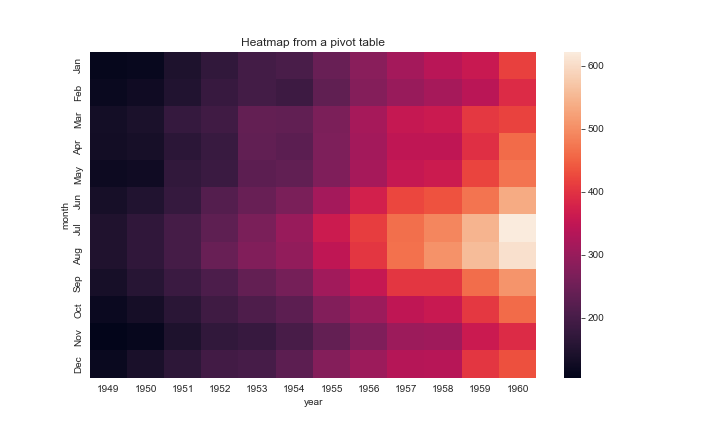 Heatmap from a pivot table
month
Jan
Feb
Mar
Apr
May
Jun
Jul
Aug
Sep
Oct
Nov
Dec
1949 1950 1951 1952 1953 1954 1955 1956 1957 1958 1959 1960
year
600
500
400
300
200